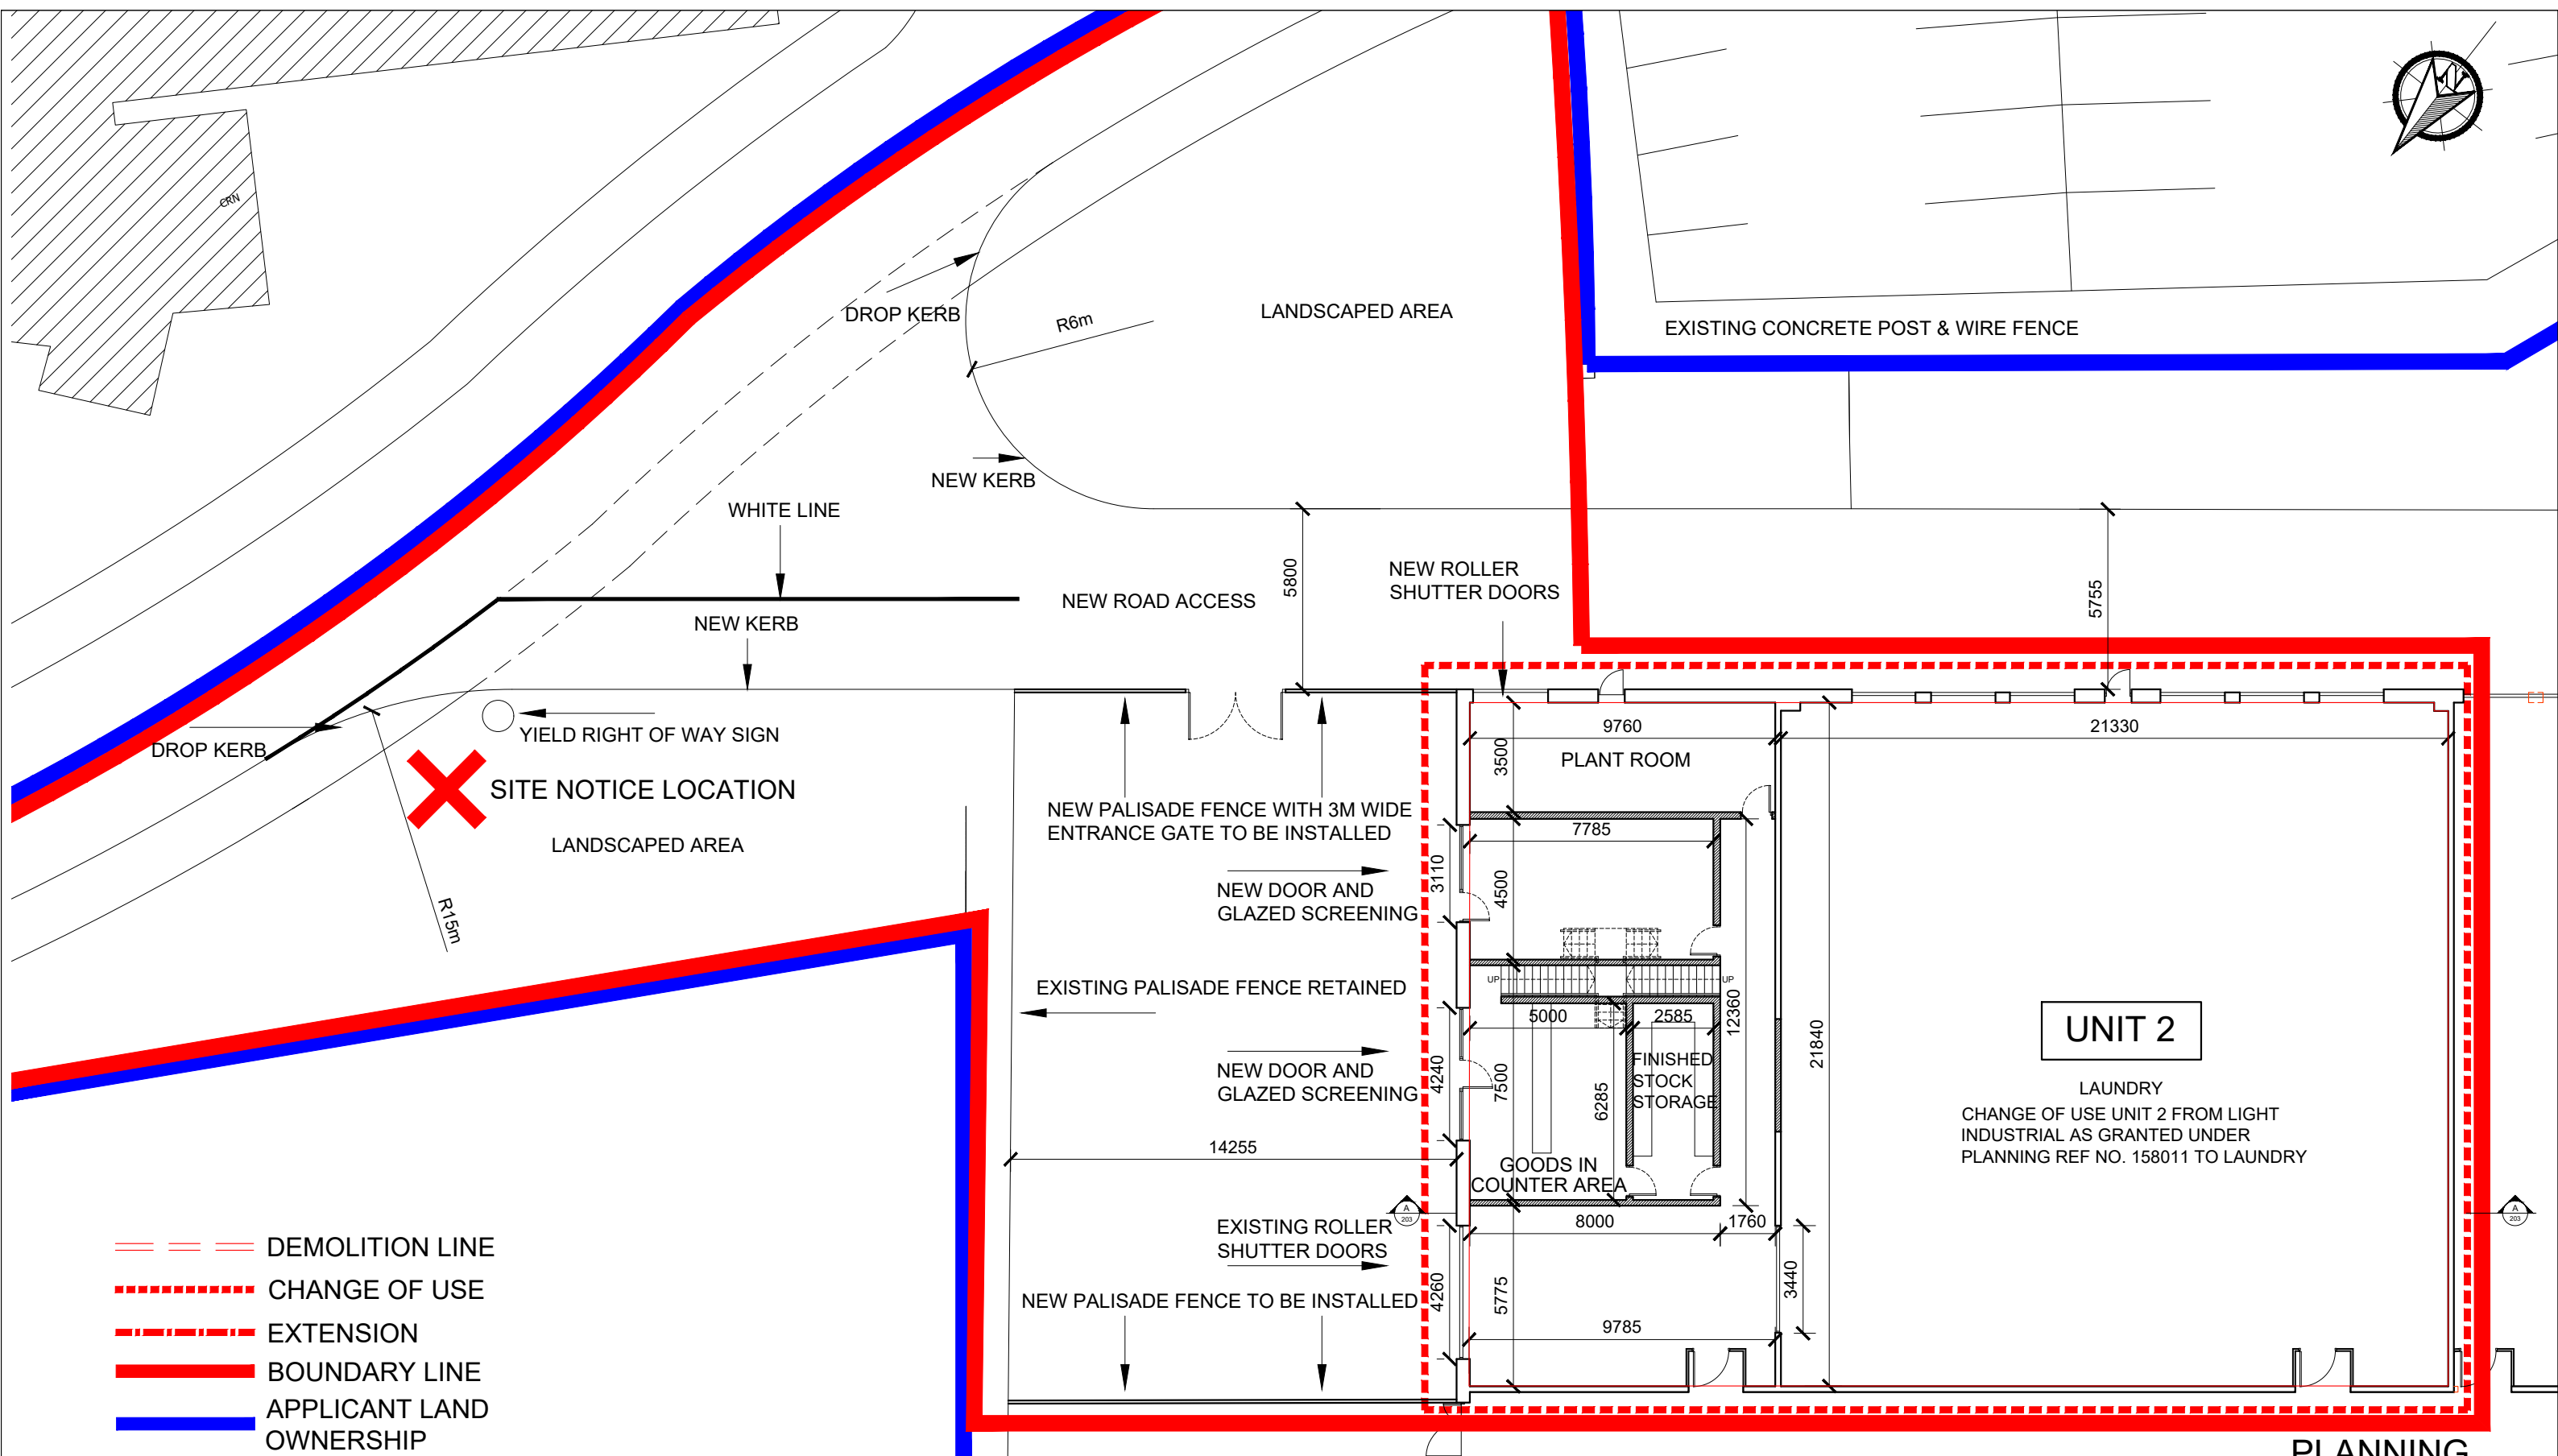 CRN
N
DROP KERB
R6m
LANDSCAPED AREA
EXISTING CONCRETE POST & WIRE FENCE
NEW KERB
WHITE LINE
NEW KERB
NEW ROAD ACCESS
5800
NEW ROLLER
SHUTTER DOORS
5755
DROP KERB
YIELD RIGHT OF WAY SIGN
SITE NOTICE LOCATION
LANDSCAPED AREA
R15m
NEW PALISADE FENCE WITH 3M WIDE
ENTRANCE GATE TO BE INSTALLED
NEW DOOR AND
GLAZED SCREENING
EXISTING PALISADE FENCE RETAINED
NEW DOOR AND
GLAZED SCREENING
14255
EXISTING ROLLER
SHUTTER DOORS
NEW PALISADE FENCE TO BE INSTALLED
3110
4240
4260
9760
3500
PLANT ROOM
7785
4500
UP
UP
5000
2585
12360
7500
6285
FINISHED
STOCK
STORAGE
GOODS IN
COUNTER AREA
8000
1760
5775
3440
9785
21330
21840
UNIT 2
LAUNDRY
CHANGE OF USE UNIT 2 FROM LIGHT
INDUSTRIAL AS GRANTED UNDER
PLANNING REF NO. 158011 TO LAUNDRY
A
203
A
203
DEMOLITION LINE
CHANGE OF USE
EXTENSION
BOUNDARY LINE
APPLICANT LAND
OWNERSHIP
PLANNING